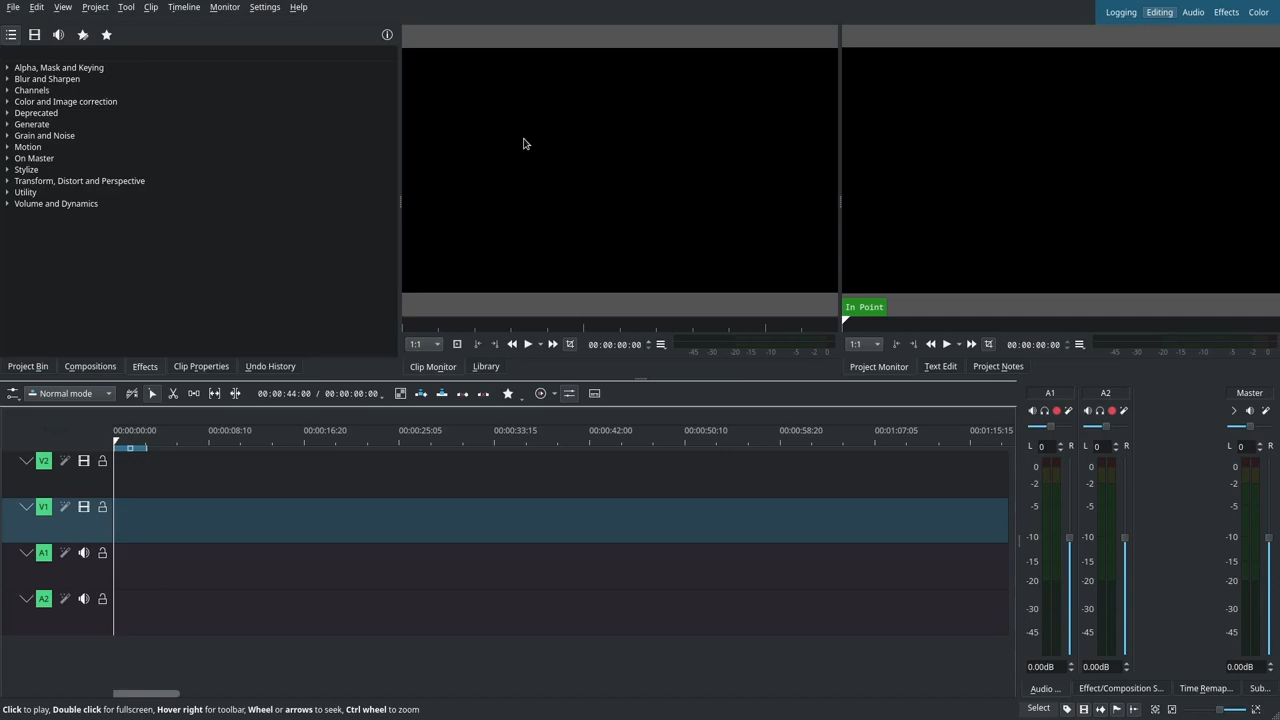 File Edit View Project Tool Clip Timeline Monitor Settings Help
Logging Editing Audio Effects Color
Alpha, Mask and Keying
Blur and Sharpen
Channels
Color and Image correction
Deprecated
Generate
Grain and Noise
Motion
On Master
Stylize
Transform, Distort and Perspective
Utility
Volume and Dynamics
In Point
1:1 00:00:00:00 -45 -30 -20 -15 -10 -5 -2 0
1:1 00:00:00:00 -45 -30 -20 -15 -10 -5 -2 0
Project Bin Compositions Effects Clip Properties Undo History
Clip Monitor Library
Project Monitor Text Edit Project Notes
Normal mode 00:00:44:00 / 00:00:00:00
A1 A2 Master
00:00:00:00 00:00:08:10 00:00:16:20 00:00:25:05 00:00:33:15 00:00:42:00 00:00:50:10 00:00:58:20 00:01:07:05 00:01:15:15
L 0 R L 0 R L 0 R
V2
V1
A1
A2
0 0 0
-2 -2 -2
-5 -5 -5
-10 -10 -10
-15 -15 -15
-20 -20 -20
-30 -30 -30
-45 -45 -45
0.00dB 0.00dB 0.00dB
Audio ... Effect/Composition S... Time Remap... Sub...
Click to play, Double click for fullscreen, Hover right for toolbar, Wheel or arrows to seek, Ctrl wheel to zoom
Select